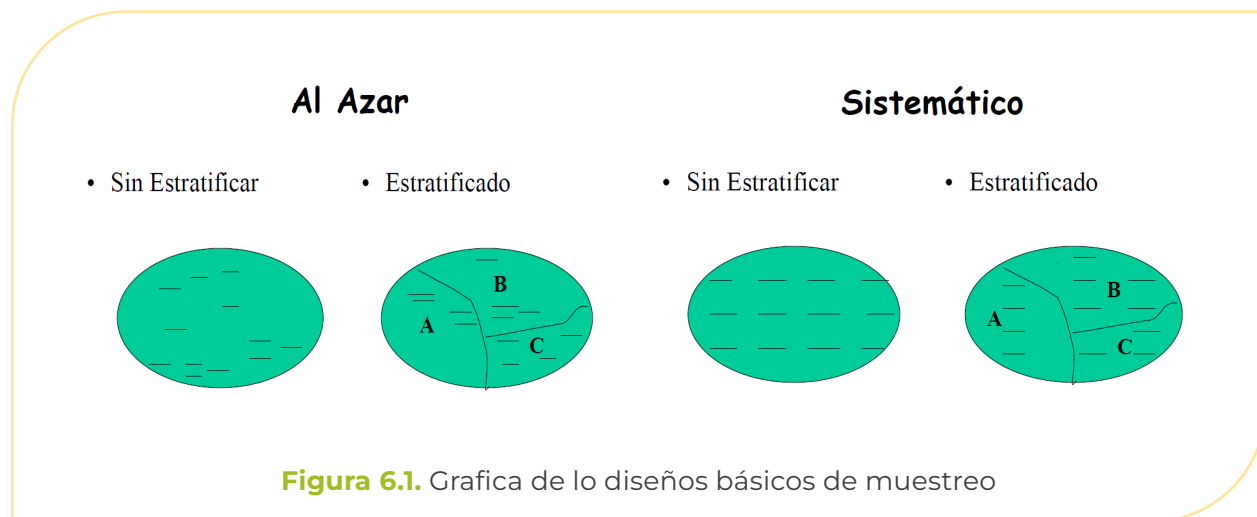 Al Azar
Sistemático
• Sin Estratificar
• Estratificado
• Sin Estratificar
• Estratificado
A
B
C
A
B
C
Figura 6.1. Grafica de lo diseños básicos de muestreo